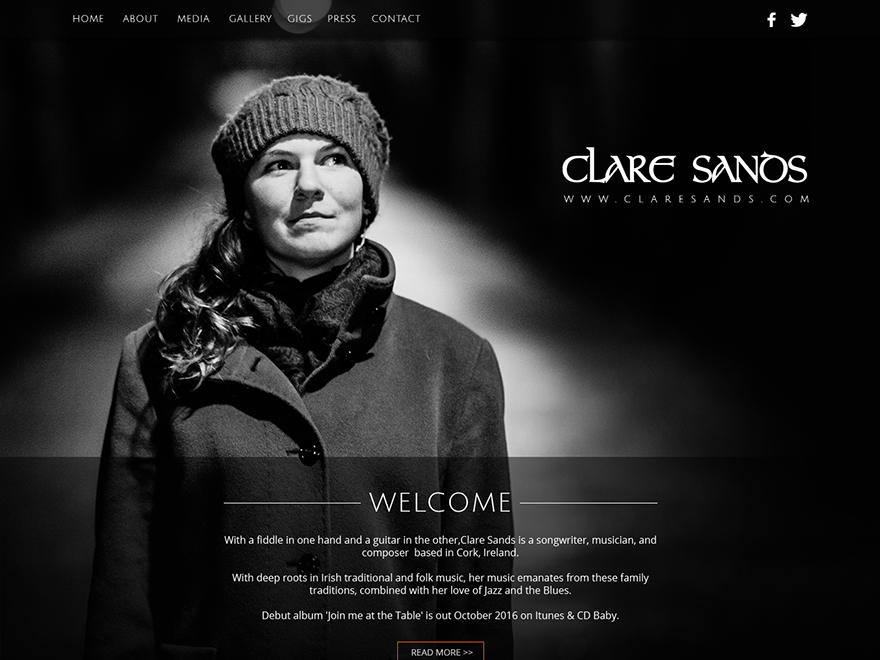 HOME ABOUT MEDIA GALLERY GIGS PRESS CONTACT
CLARE SANDS
WWW.CLARESANDS.COM
WELCOME
With a fiddle in one hand and a guitar in the other,Clare Sands is a songwriter, musician, and
composer based in Cork, Ireland.
With deep roots in Irish traditional and folk music, her music emanates from these family
traditions, combined with her love of Jazz and the Blues.
Debut album 'Join me at the Table' is out October 2016 on Itunes & CD Baby.
READ MORE >>